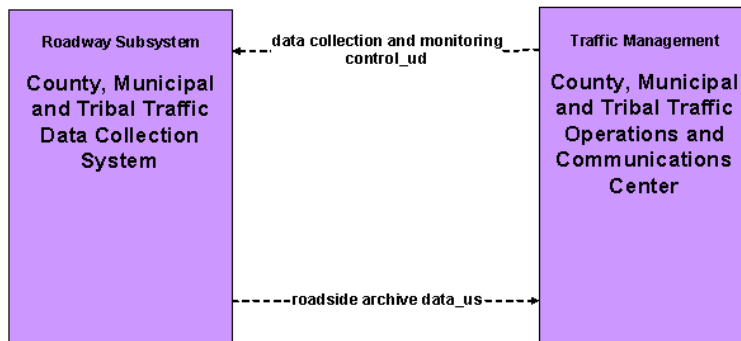 Roadway Subsystem
County, Municipal
and Tribal Traffic
Data Collection
System
data collection and monitoring
control_ud
Traffic Management
County, Municipal
and Tribal Traffic
Operations and
Communications
Center
roadside archive data_us